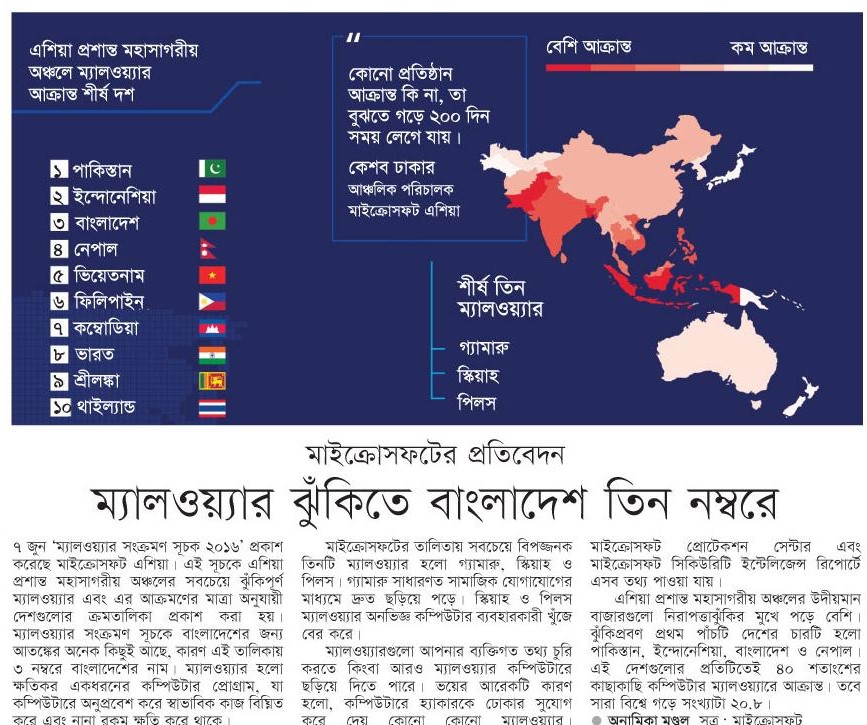 এশিয়া প্রশান্ত মহাসাগরীয়
অঞ্চলে ম্যালওয়্যার
আক্রান্ত শীর্ষ দশ
১ পাকিস্তান
২ ইন্দোনেশিয়া
৩ বাংলাদেশ
৪ নেপাল
৫ ভিয়েতনাম
৬ ফিলিপাইন
৭ কম্বোডিয়া
৮ ভারত
৯ শ্রীলঙ্কা
১০ থাইল্যান্ড
“
কোনো প্রতিষ্ঠান
আক্রান্ত কি না, তা
বুঝতে গড়ে ২০০ দিন
সময় লেগে যায়।
কেশব ঢাকার
আঞ্চলিক পরিচালক
মাইক্রোসফট এশিয়া
বেশি আক্রান্ত
কম আক্রান্ত
শীর্ষ তিন
ম্যালওয়্যার
গ্যামারু
স্কিয়াহ
পিলস
মাইক্রোসফটের প্রতিবেদন
ম্যালওয়্যার ঝুঁকিতে বাংলাদেশ তিন নম্বরে
৭ জুন ‘ম্যালওয়্যার সংক্রমণ সূচক ২০১৬’ প্রকাশ
করেছে মাইক্রোসফট এশিয়া। এই সূচকে এশিয়া
প্রশান্ত মহাসাগরীয় অঞ্চলের সবচেয়ে ঝুঁকিপূর্ণ
ম্যালওয়্যার এবং এর আক্রমণের মাত্রা অনুযায়ী
দেশগুলোর ক্রমতালিকা প্রকাশ করা হয়।
ম্যালওয়্যার সংক্রমণ সূচকে বাংলাদেশের জন্য
আতঙ্কের অনেক কিছুই আছে, কারণ এই তালিকায়
৩ নম্বরে বাংলাদেশের নাম। ম্যালওয়্যার হলো
ক্ষতিকর একধরনের কম্পিউটার প্রোগ্রাম, যা
কম্পিউটারে অনুপ্রবেশ করে স্বাভাবিক কাজ বিঘ্নিত
করে এবং নানা রকম ক্ষতি করে থাকে।
মাইক্রোসফটের তালিকায় সবচেয়ে বিপজ্জনক
তিনটি ম্যালওয়্যার হলো গ্যামারু, স্কিয়াহ ও
পিলস। গ্যামারু সাধারণত সামাজিক যোগাযোগের
মাধ্যমে দ্রুত ছড়িয়ে পড়ে। স্কিয়াহ ও পিলস
ম্যালওয়্যার অনভিজ্ঞ কম্পিউটার ব্যবহারকারী খুঁজে
বের করে।
ম্যালওয়্যারগুলো আপনার ব্যক্তিগত তথ্য চুরি
করতে কিংবা আরও ম্যালওয়্যার কম্পিউটারে
ছড়িয়ে দিতে পারে। ভয়ের আরেকটি কারণ
হলো, কম্পিউটারে হ্যাকারকে ঢোকার সুযোগ
করে দেয় কোনো কোনো ম্যালওয়্যার।
মাইক্রোসফট প্রোটেকশন সেন্টার এবং
মাইক্রোসফট সিকিউরিটি ইন্টেলিজেন্স রিপোর্টে
এসব তথ্য পাওয়া যায়।
এশিয়া প্রশান্ত মহাসাগরীয় অঞ্চলের উদীয়মান
বাজারগুলো নিরাপত্তাঝুঁকির মুখে পড়ে বেশি।
ঝুঁকিপ্রবণ প্রথম পাঁচটি দেশের চারটি হলো
পাকিস্তান, ইন্দোনেশিয়া, বাংলাদেশ ও নেপাল।
এই দেশগুলোর প্রতিটিতেই ৪০ শতাংশের
কাছাকাছি কম্পিউটার ম্যালওয়্যারে আক্রান্ত। তবে
সারা বিশ্বে গড়ে সংখ্যাটা ২০.৮।
● অনামিকা মণ্ডল, সূত্র: মাইক্রোসফট